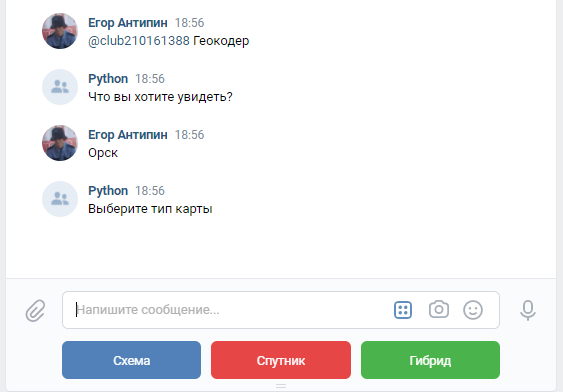 Егор Антипин 18:56
@club210161388 Геокодер
Python 18:56
Что вы хотите увидеть?
Егор Антипин 18:56
Орск
Python 18:56
Выберите тип карты
Напишите сообщение...
Схема
Спутник
Гибрид